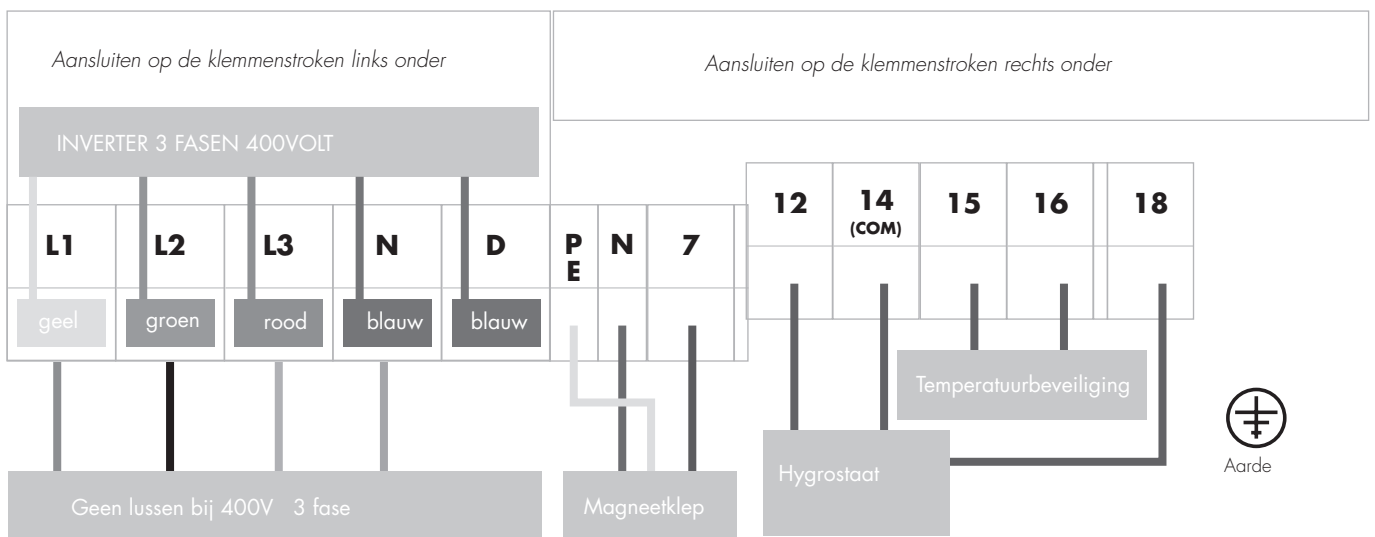 Aansluiten op de klemmenstroken links onder
Aansluiten op de klemmenstroken rechts onder
INVERTER 3 FASEN 400VOLT
L1 L2 L3 N D P E N 7 12 14 (COM) 15 16 18
geel groen rood blauw blauw
Temperatuurbeveiliging
Hygrostaat
Aarde
Geen lussen bij 400V 3 fase
Magneetklep